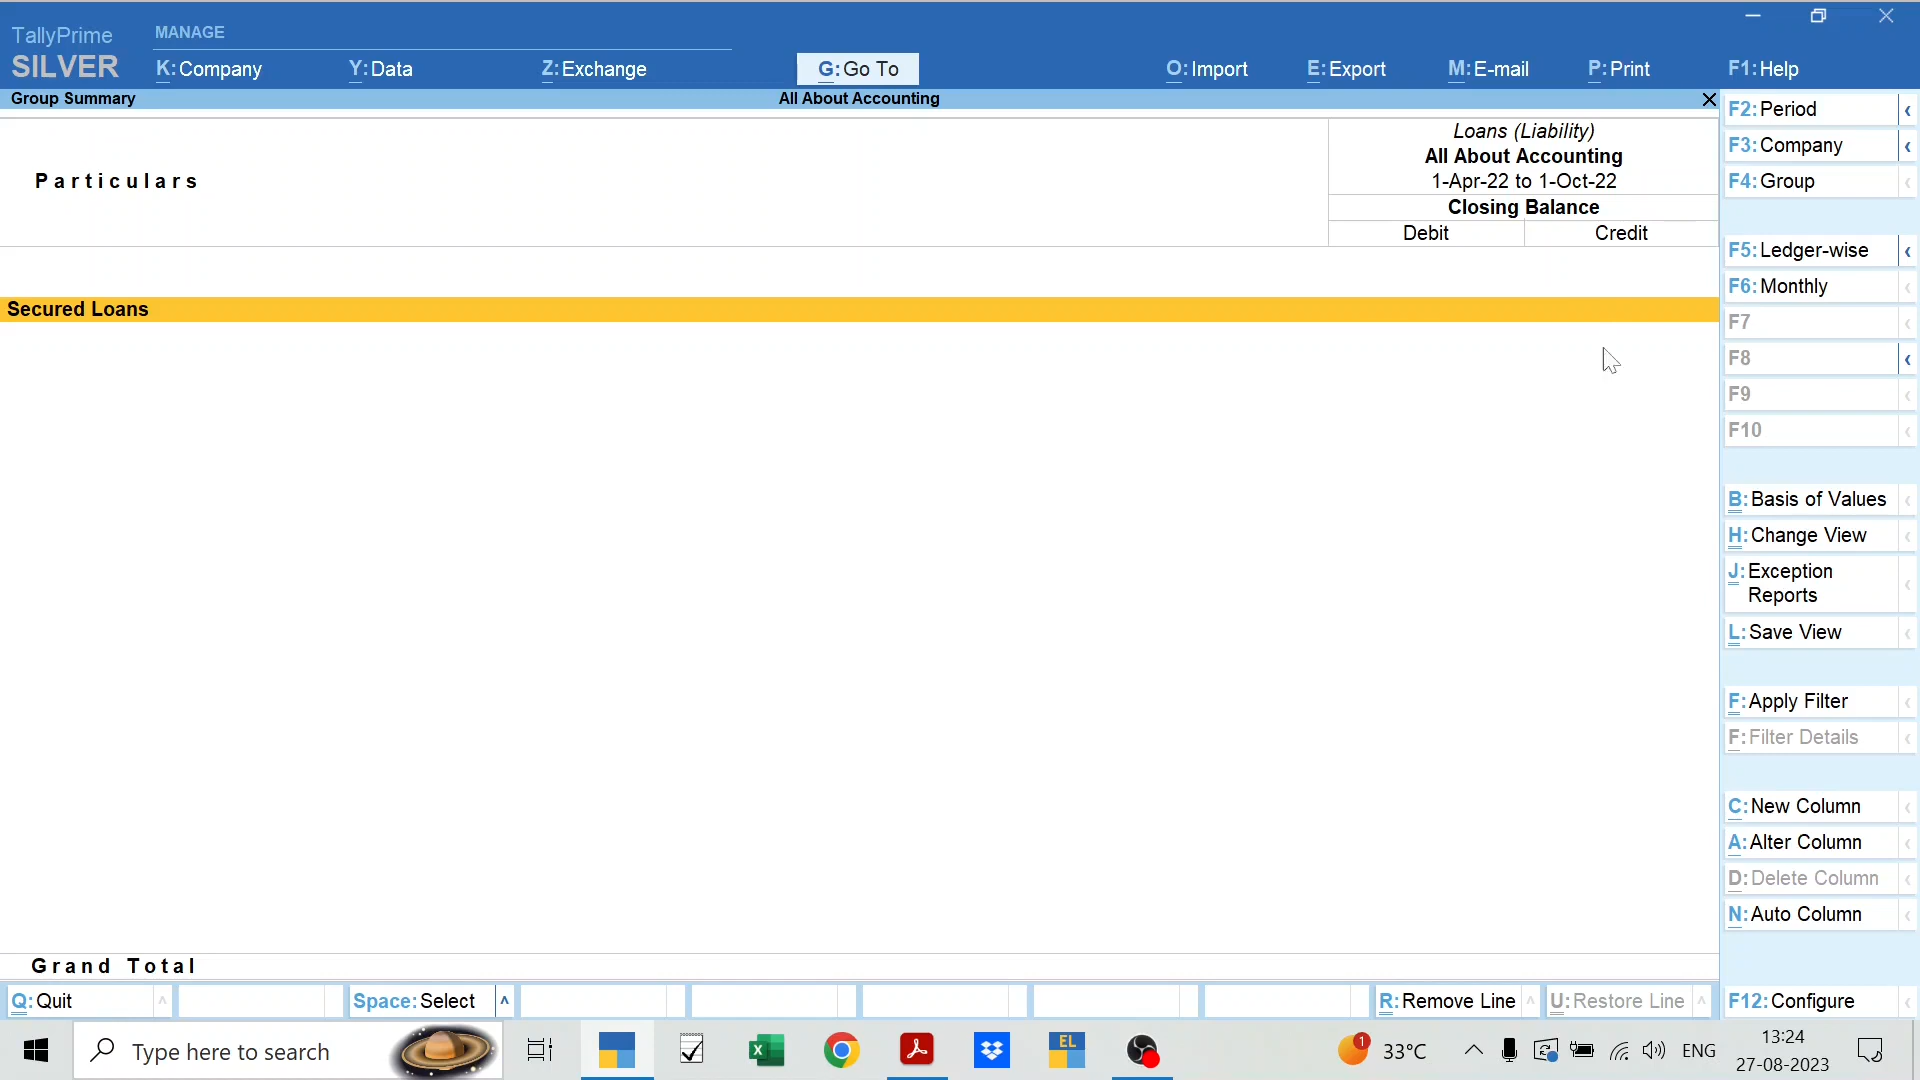 TallyPrime
SILVER
MANAGE
K:Company Y:Data Z:Exchange G:Go To O:Import E:Export M:E-mail P:Print F1:Help
Group Summary All About Accounting
Particulars
Loans (Liability)
All About Accounting
1-Apr-22 to 1-Oct-22
Closing Balance
Debit Credit
Secured Loans
Grand Total
F2:Period
F3:Company
F4:Group
F5:Ledger-wise
F6:Monthly
F7
F8
F9
F10
B:Basis of Values
H:Change View
J:Exception
Reports
L:Save View
F:Apply Filter
F:Filter Details
C:New Column
A:Alter Column
D:Delete Column
N:Auto Column
Q:Quit Space:Select R:Remove Line U:Restore Line F12:Configure
Type here to search
EL
1
33°C
ENG
13:24
27-08-2023